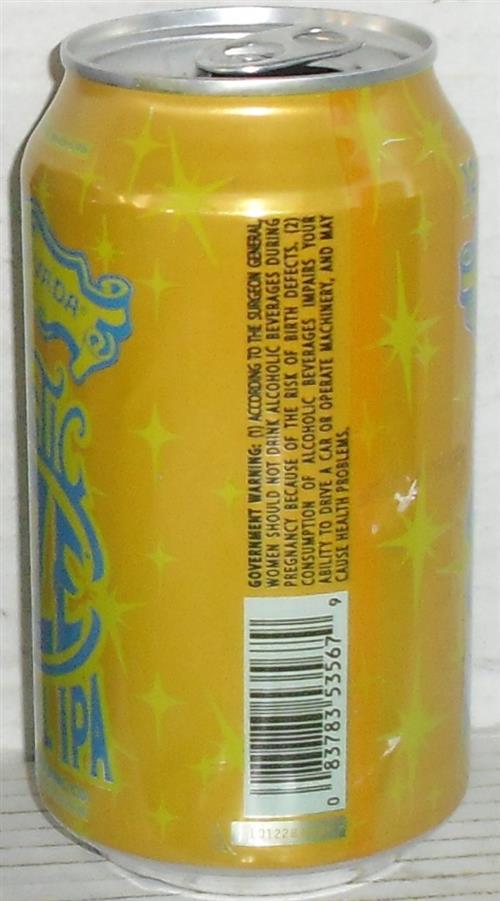 VADA®
IPA
GOVERNMENT WARNING: (1) ACCORDING TO THE SURGEON GENERAL,
WOMEN SHOULD NOT DRINK ALCOHOLIC BEVERAGES DURING
PREGNANCY BECAUSE OF THE RISK OF BIRTH DEFECTS. (2)
CONSUMPTION OF ALCOHOLIC BEVERAGES IMPAIRS YOUR
ABILITY TO DRIVE A CAR OR OPERATE MACHINERY, AND MAY
CAUSE HEALTH PROBLEMS.
0 83783 53567 9